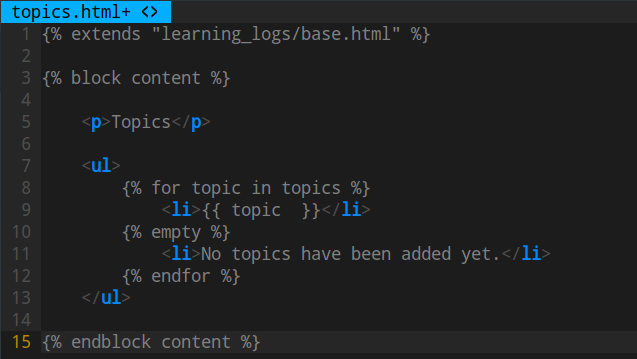 topics.html+ <>
1 {% extends "learning_logs/base.html" %}
2
3 {% block content %}
4
5     <p>Topics</p>
6
7     <ul>
8         {% for topic in topics %}
9             <li>{{ topic  }}</li>
10         {% empty %}
11             <li>No topics have been added yet.</li>
12         {% endfor %}
13     </ul>
14
15 {% endblock content %}